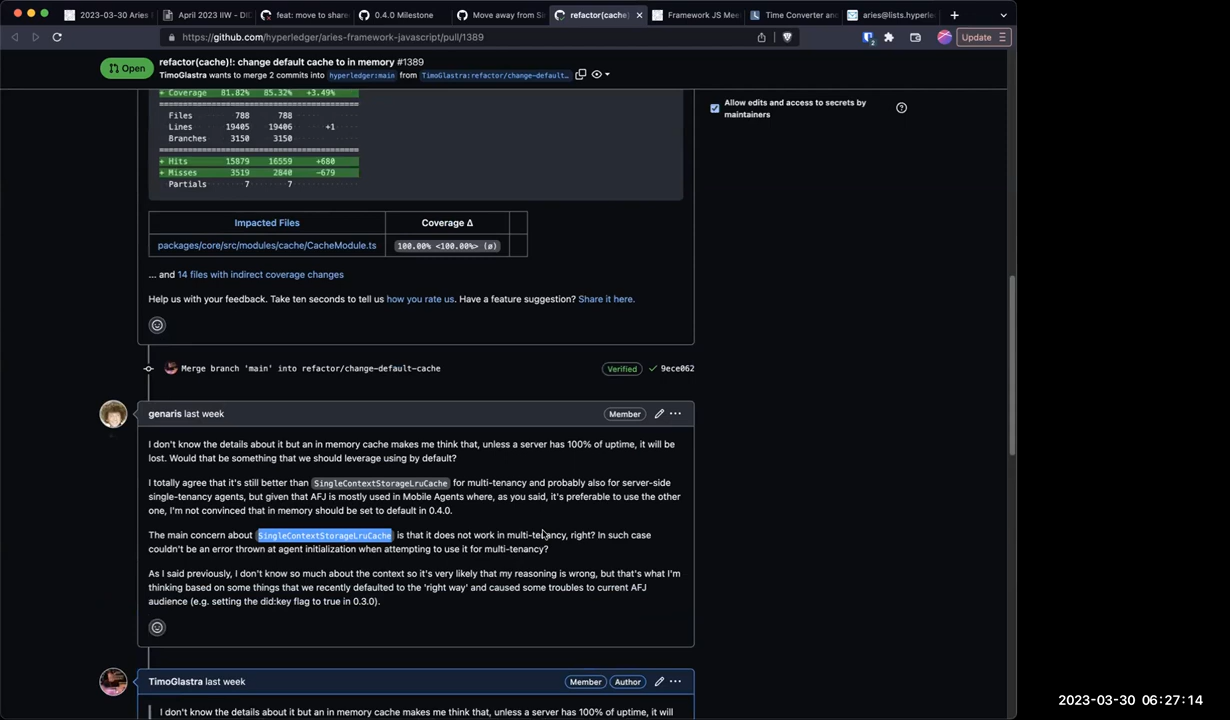 2023-03-30 Aries
April 2023 IIW - DID
feat: move to share
0.4.0 Milestone
Move away from Si
refactor(cache)
Framework JS Mee
Time Converter and
aries@lists.hyperle
https://github.com/hyperledger/aries-framework-javascript/pull/1389
2
Update
Open
refactor(cache)!: change default cache to in memory #1389
TimoGlastra wants to merge 2 commits into hyperledger:main from TimoGlastra:refactor/change-default…
+ Coverage 81.82% 85.32% +3.49%
Files 788 788
Lines 19405 19406 +1
Branches 3150 3150
+ Hits 15879 16559 +680
+ Misses 3519 2840 -679
Partials 7 7
Allow edits and access to secrets by
maintainers
Impacted Files Coverage Δ
packages/core/src/modules/cache/CacheModule.ts 100.00% <100.00%> (ø)
... and 14 files with indirect coverage changes
Help us with your feedback. Take ten seconds to tell us how you rate us. Have a feature suggestion? Share it here.
Merge branch 'main' into refactor/change-default-cache Verified 9ece062
genaris last week Member
I don't know the details about it but an in memory cache makes me think that, unless a server has 100% of uptime, it will be
lost. Would that be something that we should leverage using by default?
I totally agree that it's still better than SingleContextStorageLruCache for multi-tenancy and probably also for server-side
single-tenancy agents, but given that AFJ is mostly used in Mobile Agents where, as you said, it's preferable to use the other
one, I'm not convinced that in memory should be set to default in 0.4.0.
The main concern about SingleContextStorageLruCache is that it does not work in multi-tenancy, right? In such case
couldn't be an error thrown at agent initialization when attempting to use it for multi-tenancy?
As I said previously, I don't know so much about the context so it's very likely that my reasoning is wrong, but that's what I'm
thinking based on some things that we recently defaulted to the 'right way' and caused some troubles to current AFJ
audience (e.g. setting the did:key flag to true in 0.3.0).
TimoGlastra last week Member Author
I don't know the details about it but an in memory cache makes me think that, unless a server has 100% of uptime, it will
2023-03-30 06:27:14